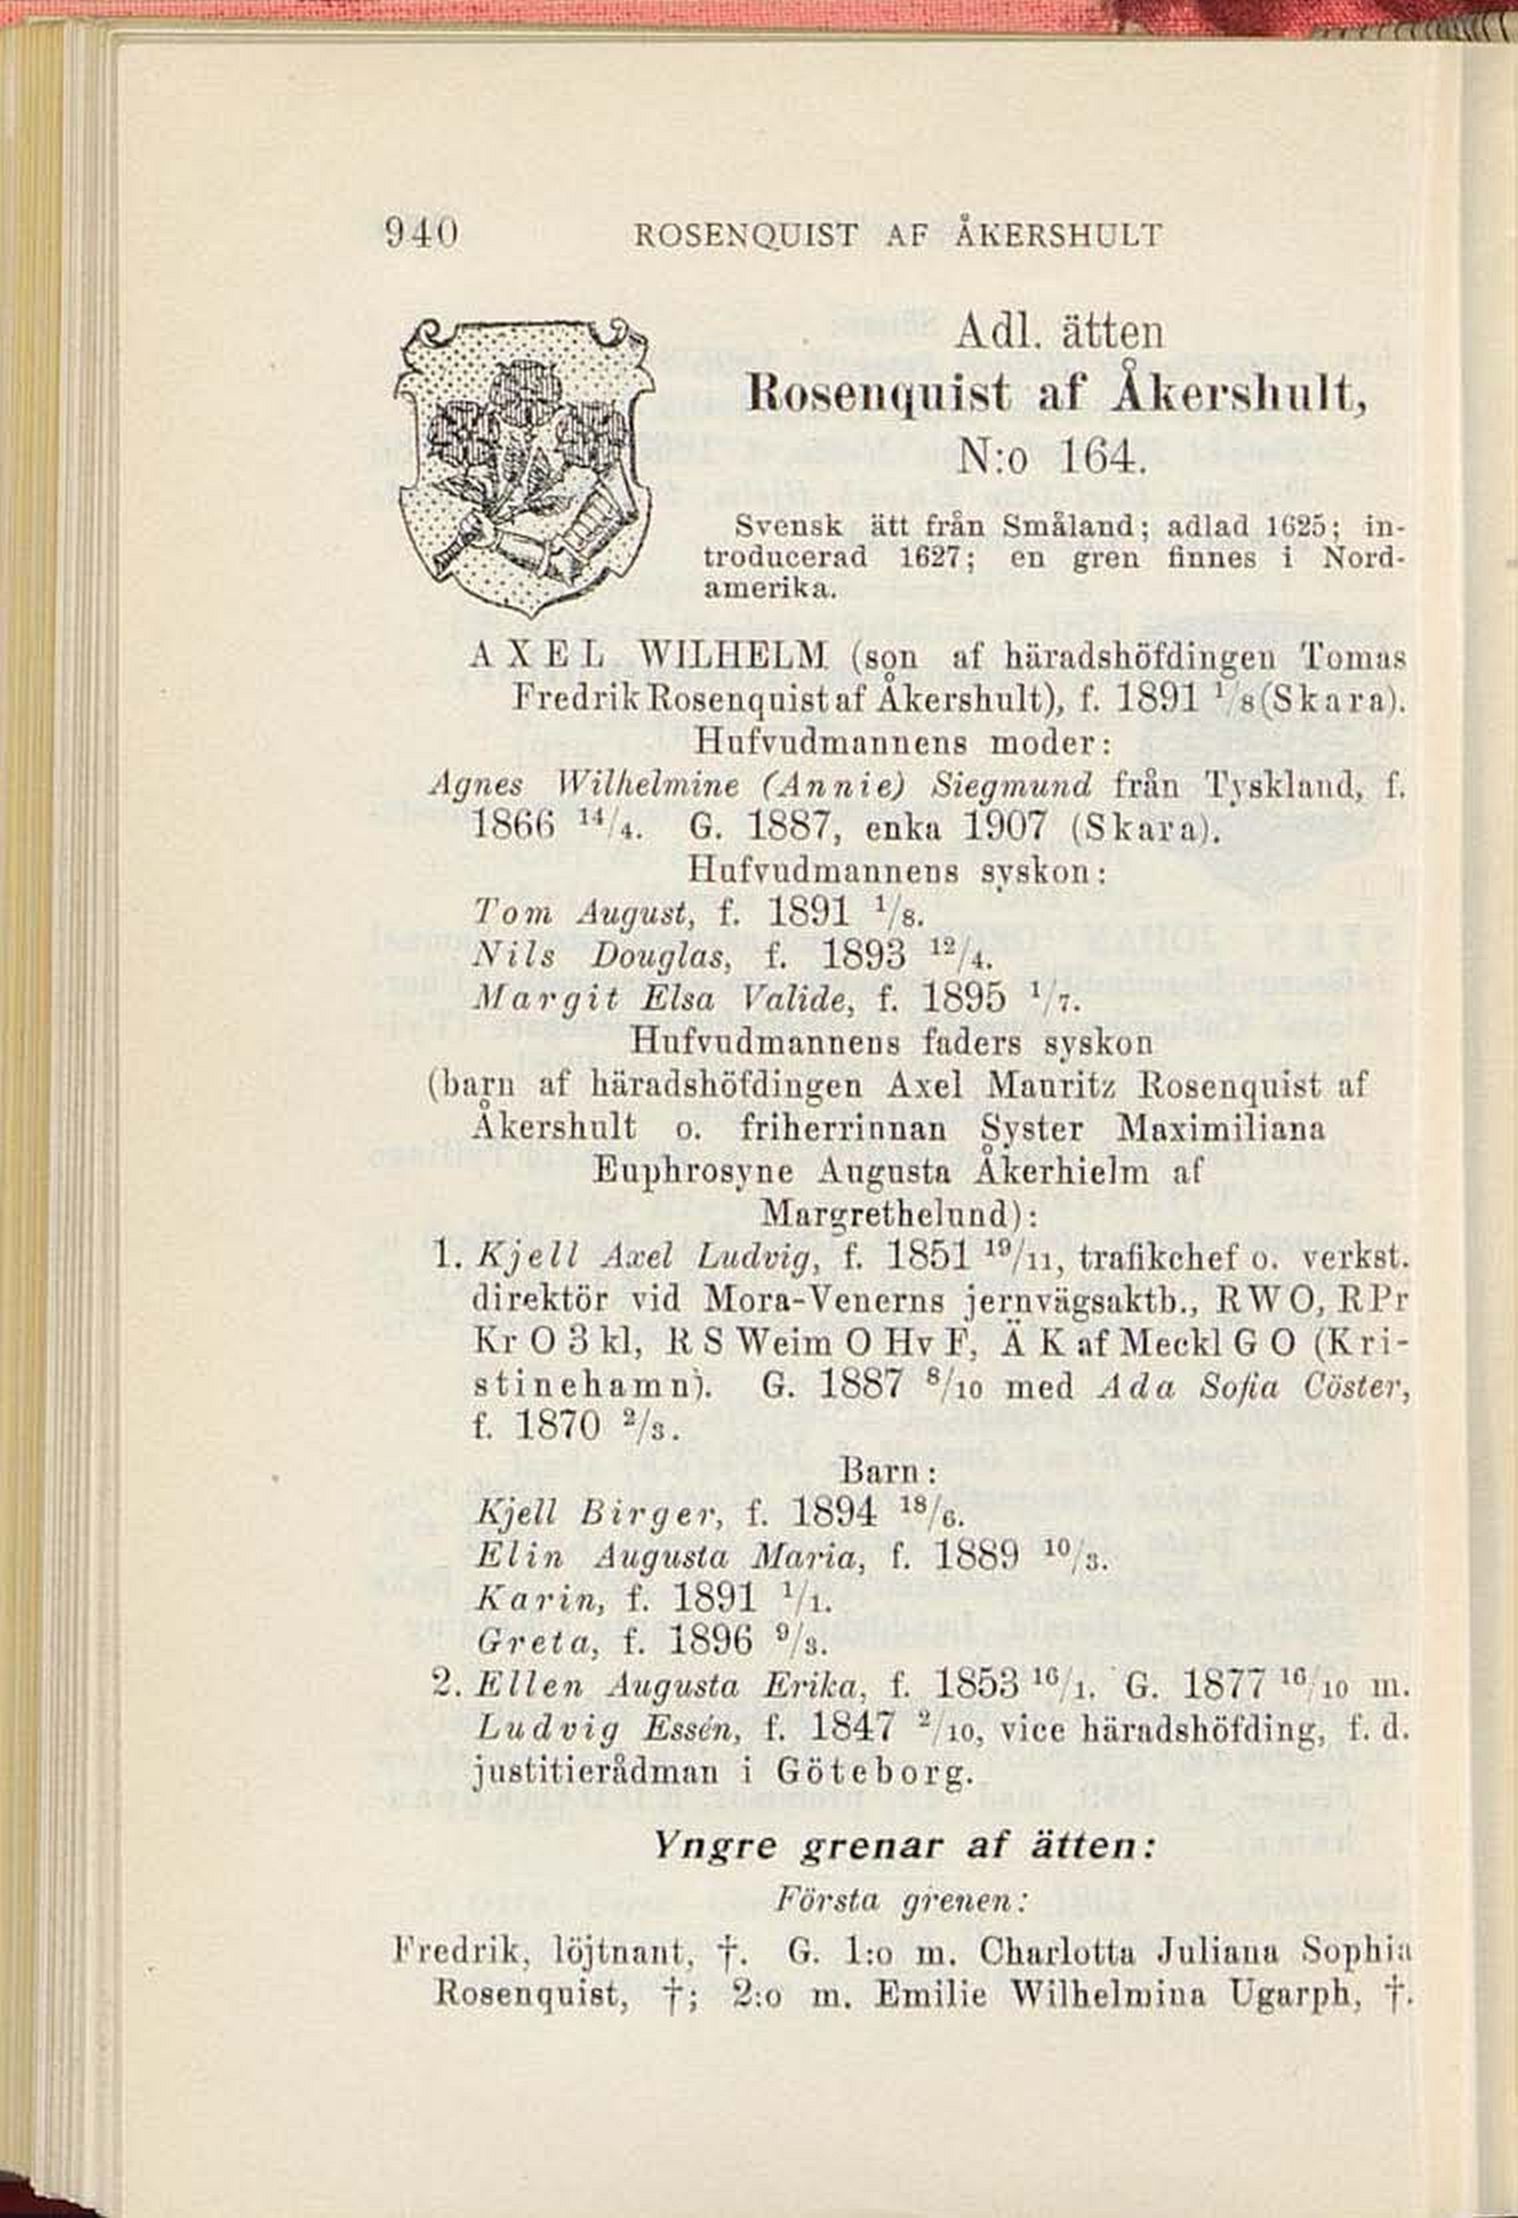 940 ROSENQUIST AF ÅKERSHULT
Adl. ätten
Rosenquist af Åkershult,
N:o 164.
Svensk ätt från Småland; adlad 1625; in-
troducerad 1627; en gren finnes i Nord-
amerika.
AXEL WILHELM (son af häradshöfdingen Tomas
Fredrik Rosenquist af Åkershult), f. 1891 1/8 (Skara).
Hufvudmannens moder:
Agnes Wilhelmine (Annie) Siegmund från Tyskland, f.
1866 14/4. G. 1887, enka 1907 (Skara).
Hufvudmannens syskon:
Tom August, f. 1891 1/8.
Nils Douglas, f. 1893 12/4.
Margit Elsa Valide, f. 1895 1/7.
Hufvudmannens faders syskon
(barn af häradshöfdingen Axel Mauritz Rosenquist af
Åkershult o. friherrinnan Syster Maximiliana
Euphrosyne Augusta Åkerhielm af
Margrethelund):
1. Kjell Axel Ludvig, f. 1851 19/11, trafikchef o. verkst.
direktör vid Mora-Venerns jernvägsaktb., RWO, RPr
KrO3kl, RSWeimOHvF, ÄKafMecklGO (Kri-
stinehamn). G. 1887 8/10 med Ada Sofia Cöster,
f. 1870 2/3.
Barn:
Kjell Birger, f. 1894 18/6.
Elin Augusta Maria, f. 1889 10/3.
Karin, f. 1891 1/1.
Greta, f. 1896 9/3.
2. Ellen Augusta Erika, f. 1853 16/1. G. 1877 16/10 m.
Ludvig Essén, f. 1847 2/10, vice häradshöfding, f. d.
justitierådman i Göteborg.
Yngre grenar af ätten:
Första grenen:
Fredrik, löjtnant, †. G. 1:o m. Charlotta Juliana Sophia
Rosenquist, †; 2:o m. Emilie Wilhelmina Ugarph, †.